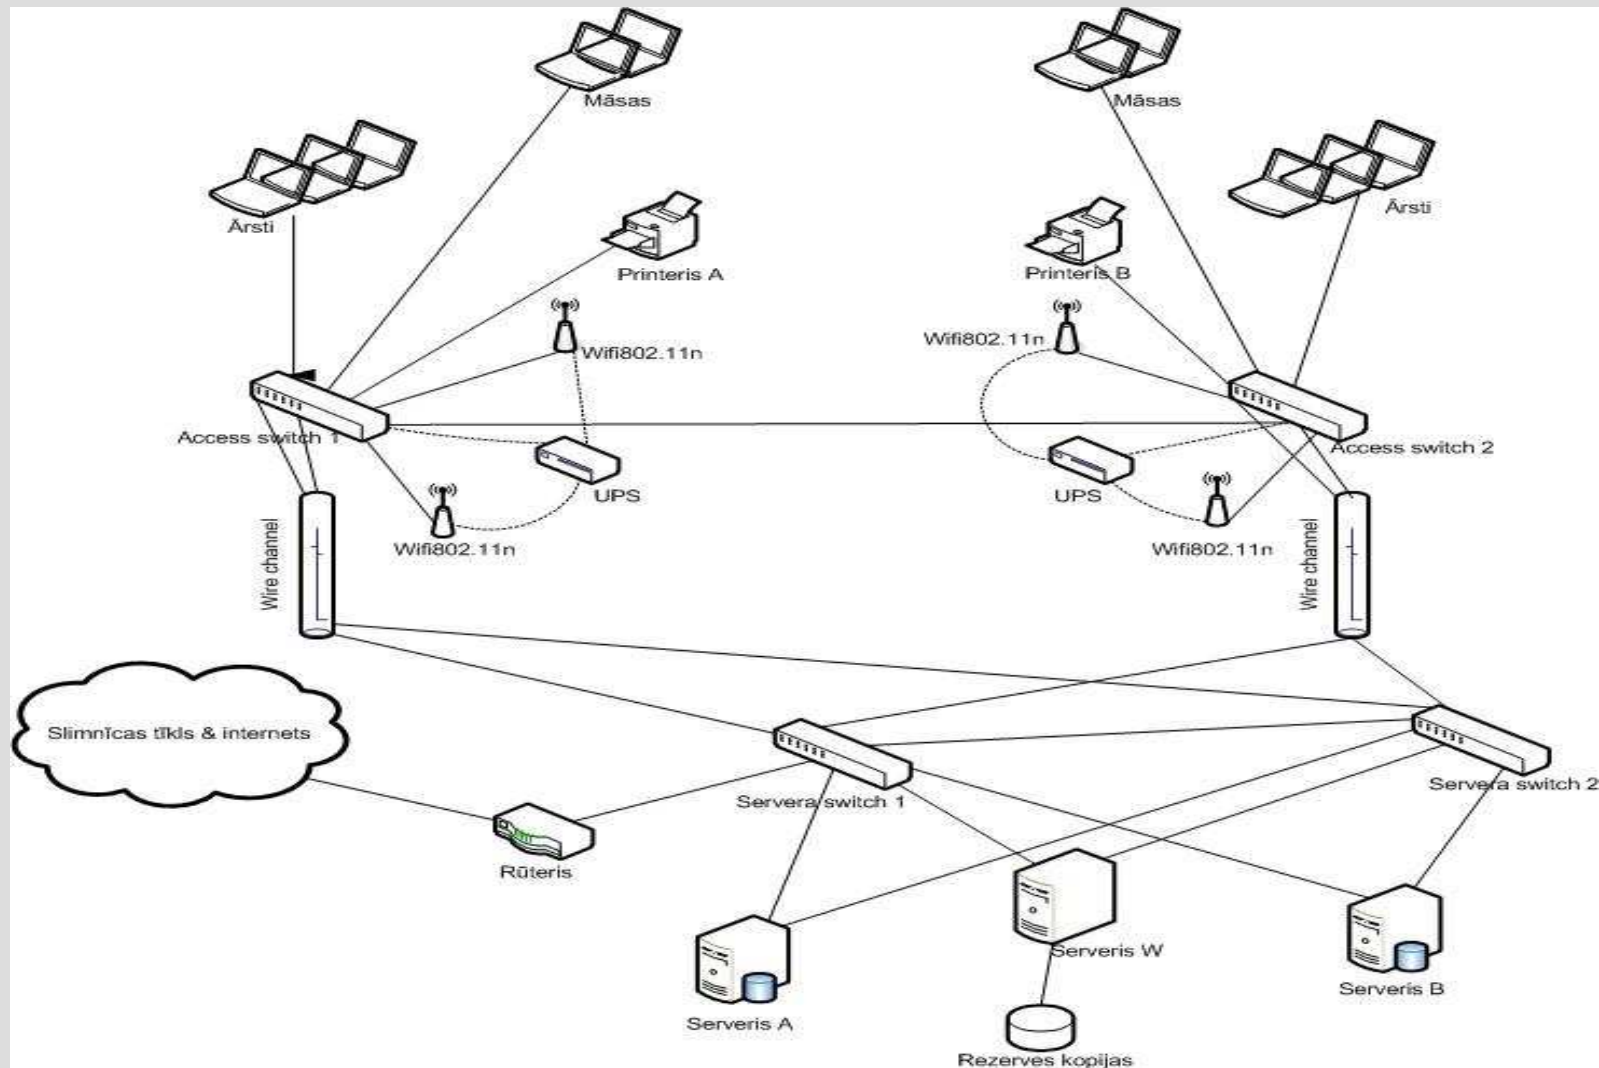 Māsas
Māsas
Ārsti
Ārsti
Printeris A
Printeris B
Wifi802.11n
Wifi802.11n
Access switch 1
Access switch 2
UPS
UPS
Wifi802.11n
Wifi802.11n
Wire channel
Wire channel
Slimnīcas tīkls & internets
Servera switch 1
Servera switch 2
Rūteris
Serveris W
Serveris B
Serveris A
Rezerves kopijas